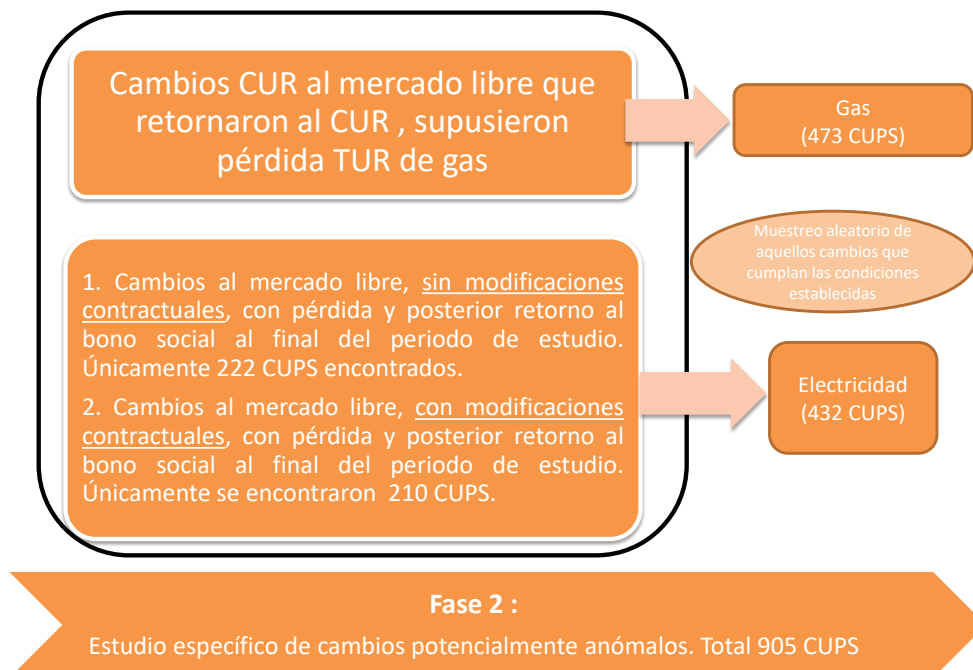 Cambios CUR al mercado libre que
retornaron al CUR , supusieron
pérdida TUR de gas
Gas
(473 CUPS)
Muestreo aleatorio de
aquellos cambios que
cumplan las condiciones
establecidas
1. Cambios al mercado libre, sin modificaciones
contractuales, con pérdida y posterior retorno al
bono social al final del periodo de estudio.
Únicamente 222 CUPS encontrados.
2. Cambios al mercado libre, con modificaciones
contractuales, con pérdida y posterior retorno al
bono social al final del periodo de estudio.
Únicamente se encontraron 210 CUPS.
Electricidad
(432 CUPS)
Fase 2 :
Estudio específico de cambios potencialmente anómalos. Total 905 CUPS